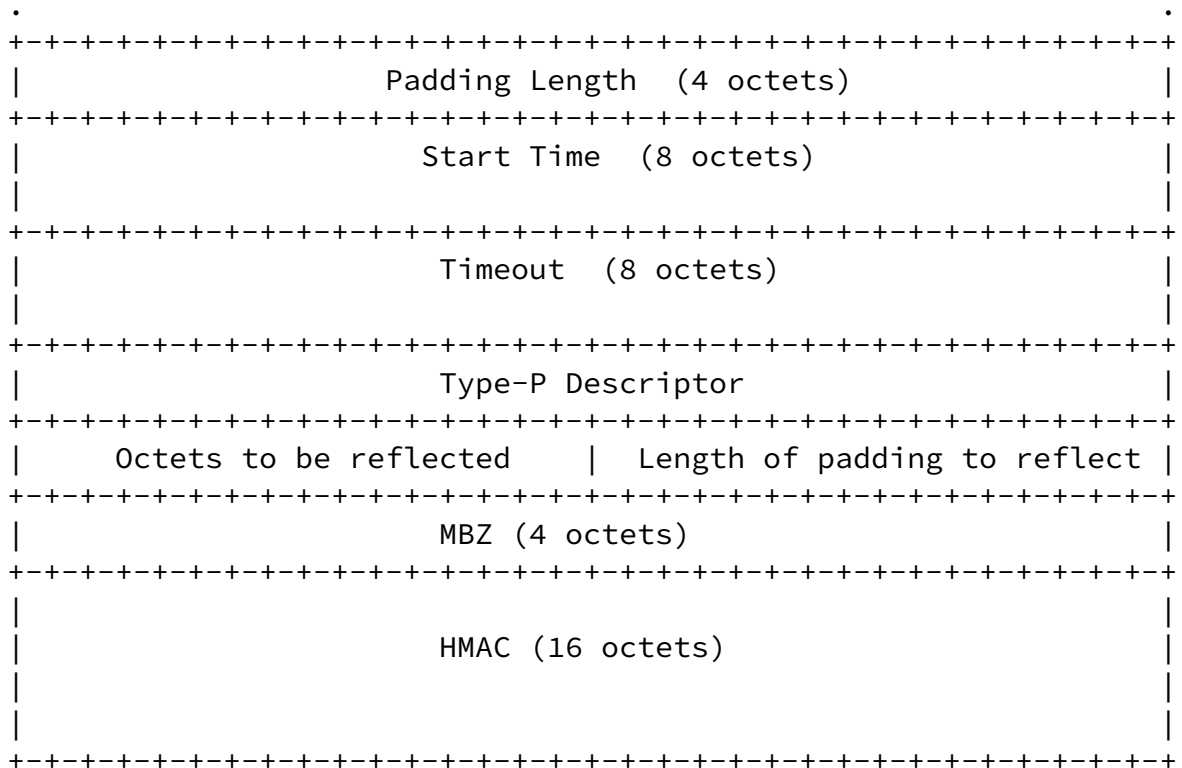 .                                                               .
+-+-+-+-+-+-+-+-+-+-+-+-+-+-+-+-+-+-+-+-+-+-+-+-+-+-+-+-+-+-+-+-+
|                    Padding Length  (4 octets)                 |
+-+-+-+-+-+-+-+-+-+-+-+-+-+-+-+-+-+-+-+-+-+-+-+-+-+-+-+-+-+-+-+-+
|                      Start Time  (8 octets)                   |
|                                                               |
+-+-+-+-+-+-+-+-+-+-+-+-+-+-+-+-+-+-+-+-+-+-+-+-+-+-+-+-+-+-+-+-+
|                       Timeout  (8 octets)                     |
|                                                               |
+-+-+-+-+-+-+-+-+-+-+-+-+-+-+-+-+-+-+-+-+-+-+-+-+-+-+-+-+-+-+-+-+
|                       Type-P Descriptor                       |
+-+-+-+-+-+-+-+-+-+-+-+-+-+-+-+-+-+-+-+-+-+-+-+-+-+-+-+-+-+-+-+-+
|     Octets to be reflected    |  Length of padding to reflect |
+-+-+-+-+-+-+-+-+-+-+-+-+-+-+-+-+-+-+-+-+-+-+-+-+-+-+-+-+-+-+-+-+
|                       MBZ (4 octets)                          |
+-+-+-+-+-+-+-+-+-+-+-+-+-+-+-+-+-+-+-+-+-+-+-+-+-+-+-+-+-+-+-+-+
|                                                               |
|                       HMAC (16 octets)                        |
|                                                               |
|                                                               |
+-+-+-+-+-+-+-+-+-+-+-+-+-+-+-+-+-+-+-+-+-+-+-+-+-+-+-+-+-+-+-+-+